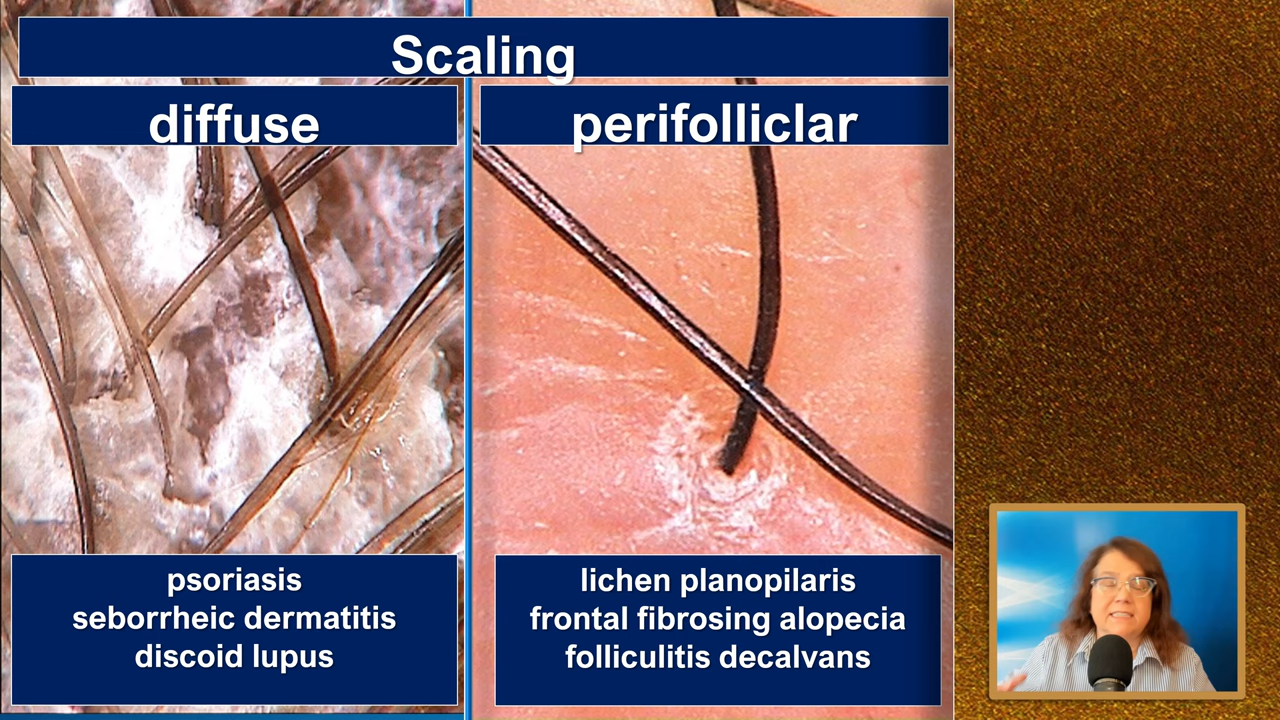 Scaling
diffuse
perifolliclar
psoriasis
seborrheic dermatitis
discoid lupus
lichen planopilaris
frontal fibrosing alopecia
folliculitis decalvans